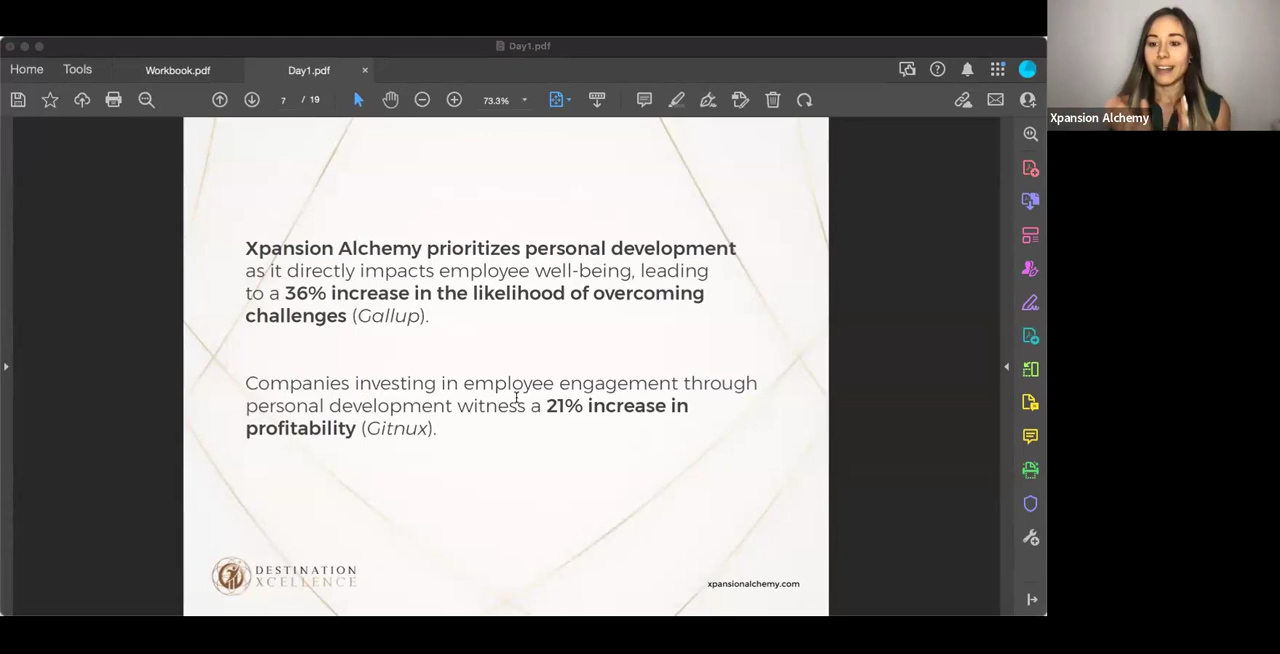 Day1.pdf
Home
Tools
Workbook.pdf
Day1.pdf
×
7 / 19
73.3%
Xpansion Alchemy
Xpansion Alchemy prioritizes personal development
as it directly impacts employee well-being, leading
to a 36% increase in the likelihood of overcoming
challenges (Gallup).
Companies investing in employee engagement through
personal development witness a 21% increase in
profitability (Gitnux).
DESTINATION
XCELLENCE
xpansionalchemy.com